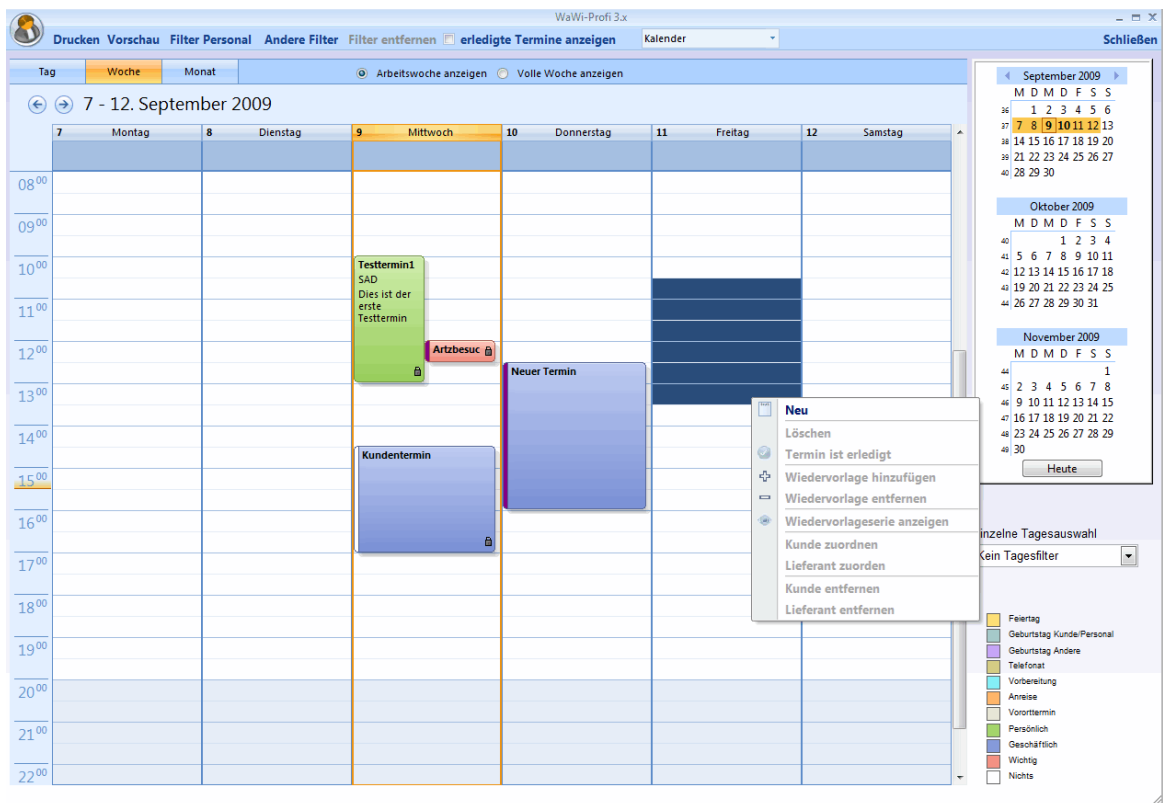 WaWi-Profi 3.x
Drucken Vorschau Filter Personal Andere Filter Filter entfernen erledigte Termine anzeigen Kalender Schließen
Tag Woche Monat Arbeitswoche anzeigen Volle Woche anzeigen
7 - 12. September 2009
7 Montag 8 Dienstag 9 Mittwoch 10 Donnerstag 11 Freitag 12 Samstag
08 00
09 00
10 00
11 00
12 00
13 00
14 00
15 00
16 00
17 00
18 00
19 00
20 00
21 00
22 00
Testtermin1
SAD
Dies ist der
erste
Testtermin
Artzbesuc
Neuer Termin
Kundentermin
Neu
Löschen
Termin ist erledigt
Wiedervorlage hinzufügen
Wiedervorlage entfernen
Wiedervorlageserie anzeigen
Kunde zuordnen
Lieferant zuorden
Kunde entfernen
Lieferant entfernen
September 2009
M D M D F S S
36 1 2 3 4 5 6
37 7 8 9 10 11 12 13
38 14 15 16 17 18 19 20
39 21 22 23 24 25 26 27
40 28 29 30
Oktober 2009
M D M D F S S
40 1 2 3 4
41 5 6 7 8 9 10 11
42 12 13 14 15 16 17 18
43 19 20 21 22 23 24 25
44 26 27 28 29 30 31
November 2009
M D M D F S S
44 1
45 2 3 4 5 6 7 8
46 9 10 11 12 13 14 15
47 16 17 18 19 20 21 22
48 23 24 25 26 27 28 29
49 30
Heute
inzelne Tagesauswahl
Kein Tagesfilter
Feiertag
Geburtstag Kunde/Personal
Geburtstag Andere
Telefonat
Vorbereitung
Anreise
Vororttermin
Persönlich
Geschäftlich
Wichtig
Nichts